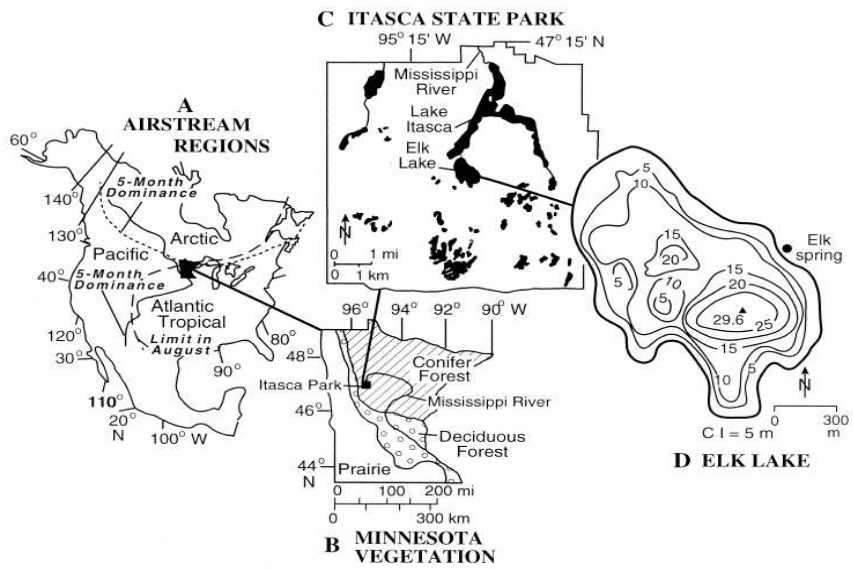 C ITASCA STATE PARK
95° 15' W
47° 15' N
Mississippi
River
Lake
Itasca
Elk
Lake
N
0 1 mi
0 1 km
A
AIRSTREAM
REGIONS
60°
140°
130°
5-Month
Dominance
Pacific
Arctic
40°
5-Month
Dominance
Atlantic
Tropical
Limit in
August
120°
30°
110°
20°
N
100° W
90°
80°
96° 94° 92° 90° W
48°
46°
44°
N
Conifer
Forest
Itasca Park
Mississippi River
Deciduous
Forest
Prairie
0 100 200 mi
0 300 km
B MINNESOTA
VEGETATION
5
10
15
20
5
10
5
15
20
29.6
25
15
10
5
Elk
spring
N
0 300
m
C I = 5 m
D ELK LAKE